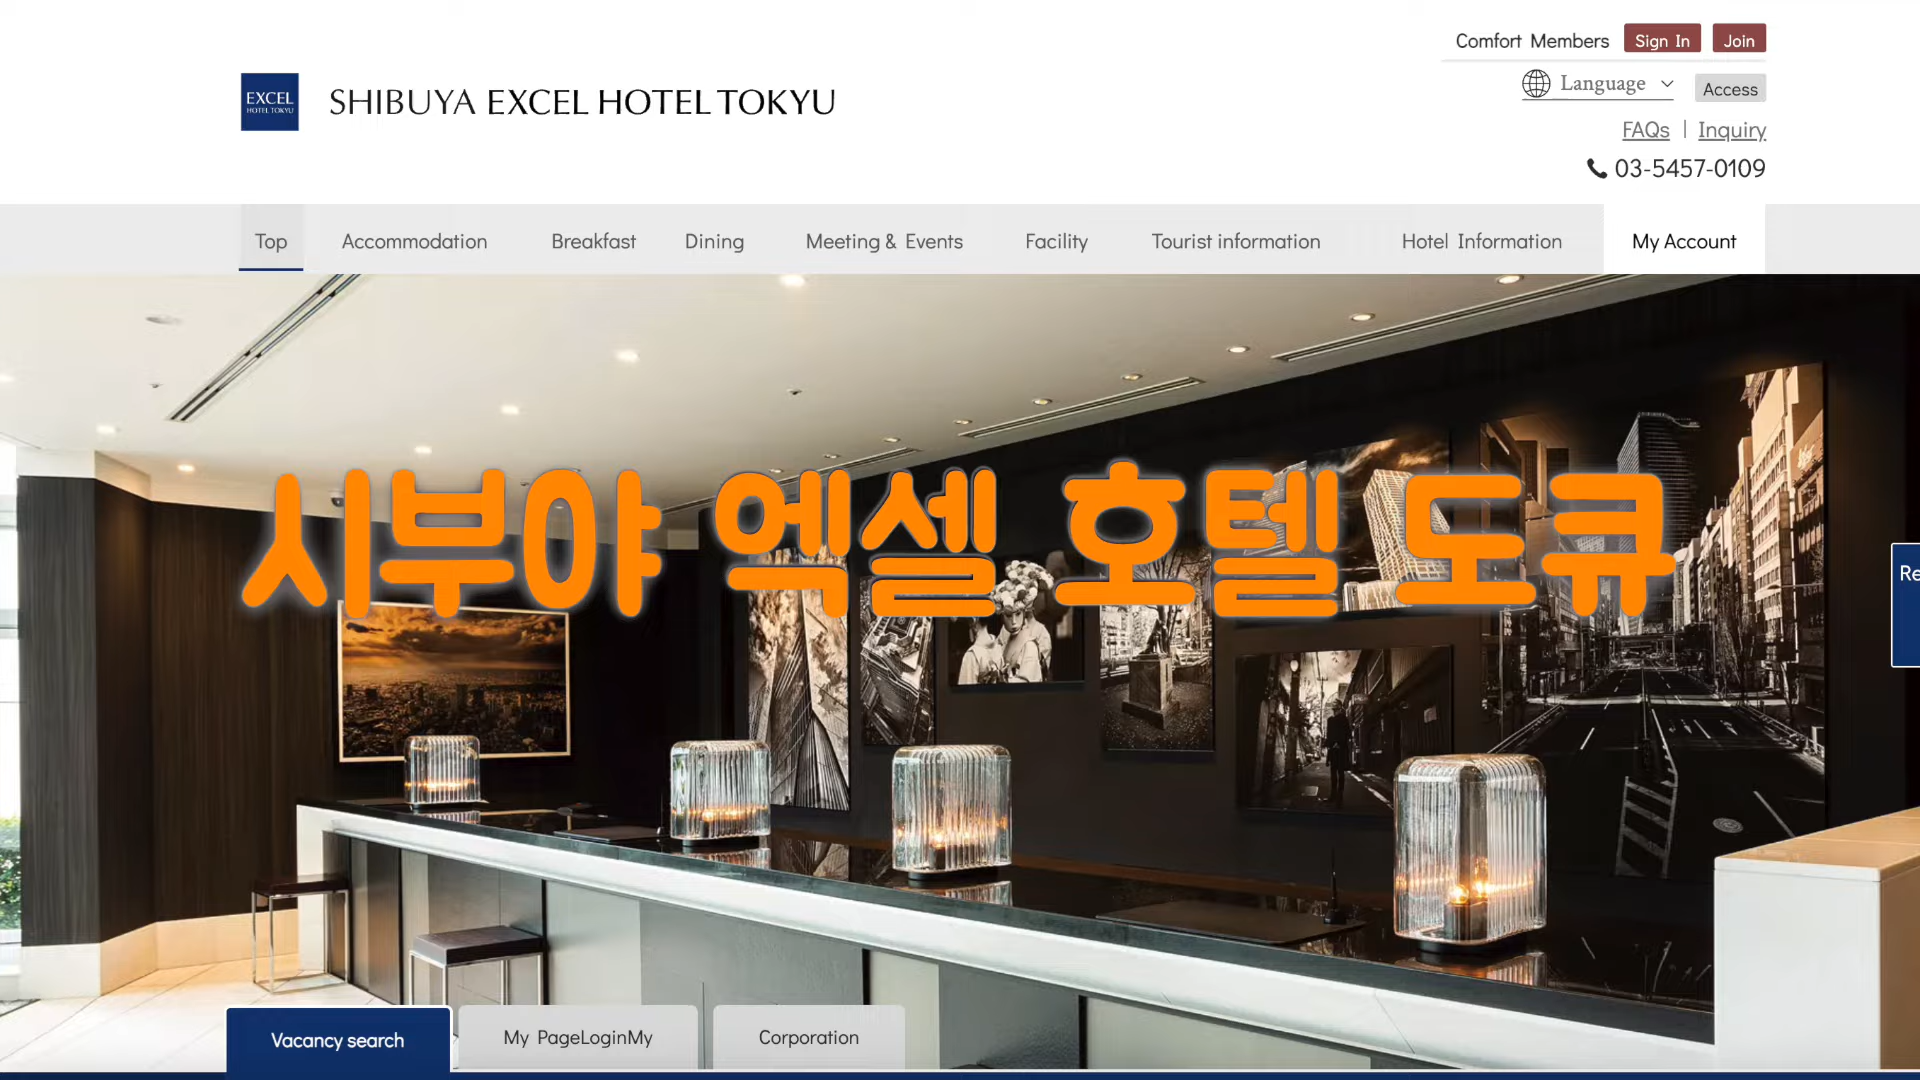 Comfort Members Sign In Join
EXCEL
HOTEL TOKYU
SHIBUYA EXCEL HOTEL TOKYU
Language
Access
FAQs | Inquiry
03-5457-0109
Top Accommodation Breakfast Dining Meeting & Events Facility Tourist information Hotel Information My Account
시부야 엑셀 호텔 도큐
Re
Vacancy search My PageLoginMy Corporation